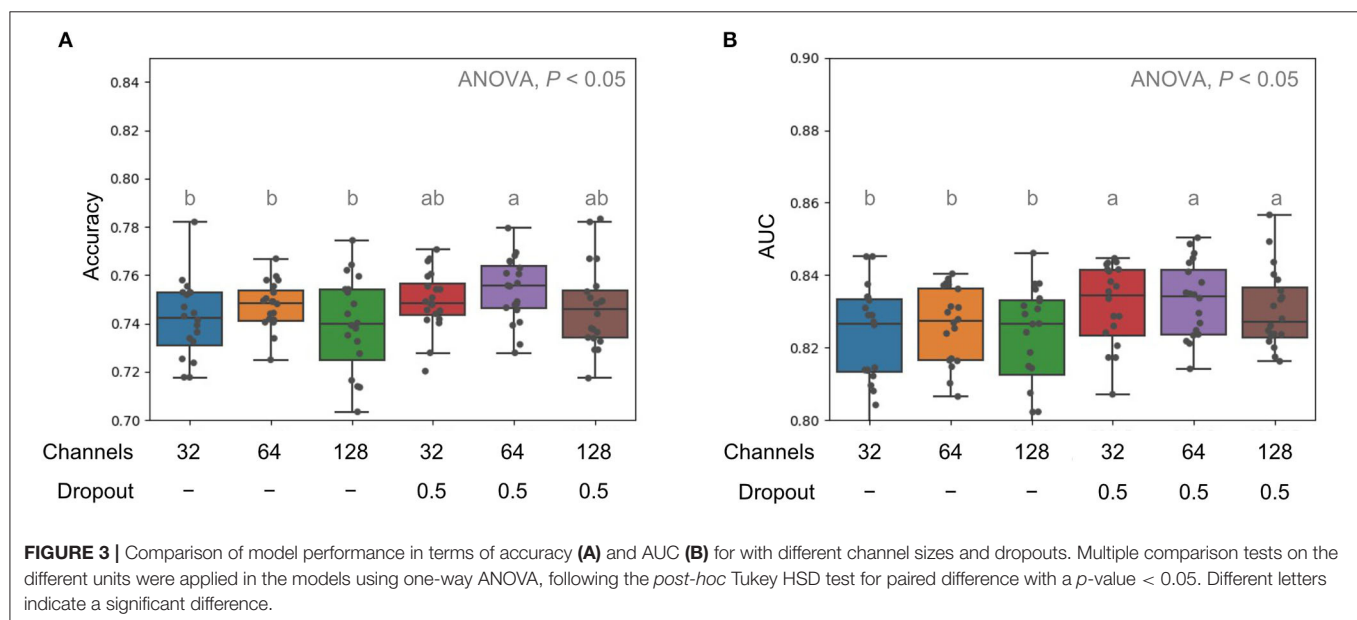 A
ANOVA, P < 0.05
0.84
0.82
0.80
0.78
0.76
0.74
0.72
0.70
Accuracy
b b b ab a ab
Channels 32 64 128 32 64 128
Dropout – – – 0.5 0.5 0.5
B
ANOVA, P < 0.05
0.90
0.88
0.86
0.84
0.82
0.80
AUC
b b b a a a
Channels 32 64 128 32 64 128
Dropout – – – 0.5 0.5 0.5
FIGURE 3 | Comparison of model performance in terms of accuracy (A) and AUC (B) for with different channel sizes and dropouts. Multiple comparison tests on the
different units were applied in the models using one-way ANOVA, following the post-hoc Tukey HSD test for paired difference with a p-value < 0.05. Different letters
indicate a significant difference.